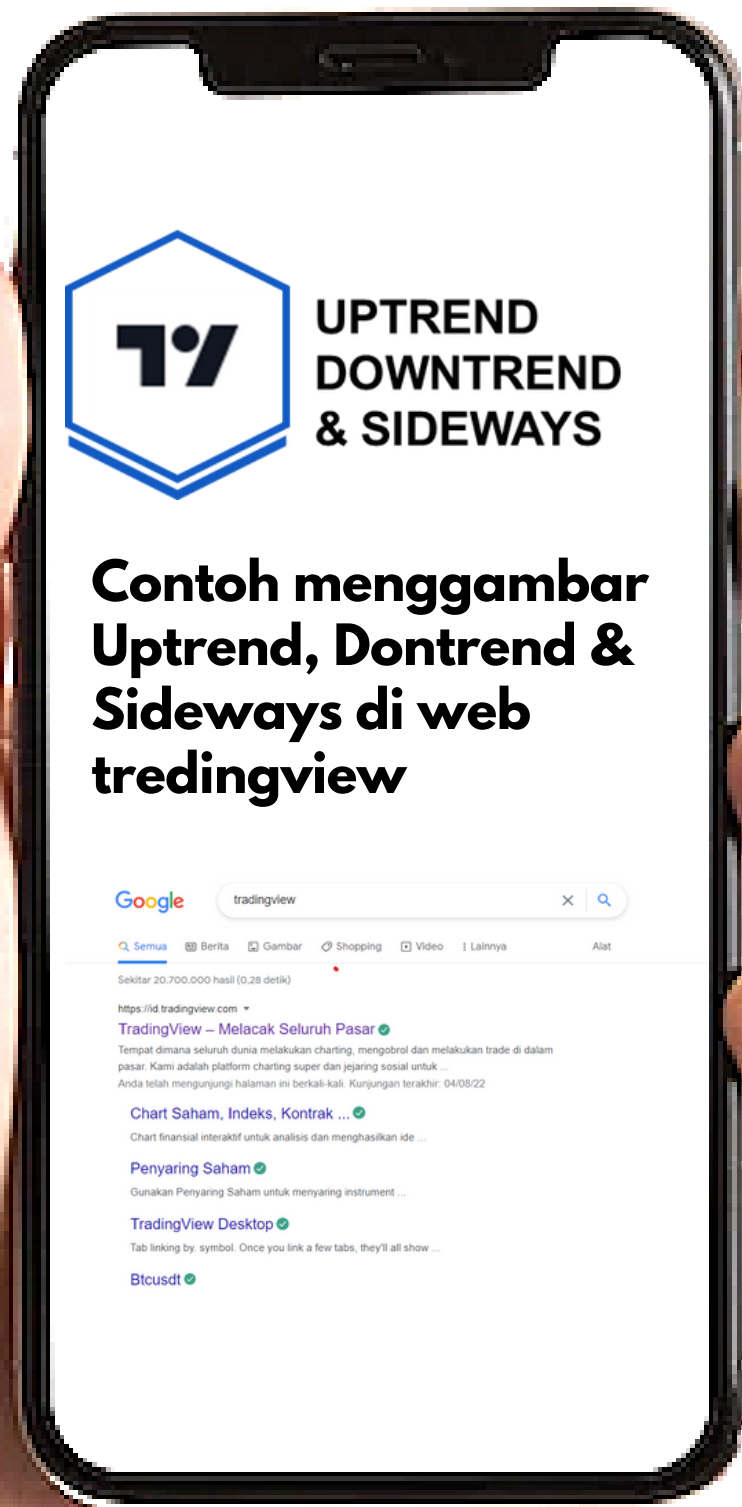 UPTREND
DOWNTREND
& SIDEWAYS
Contoh menggambar
Uptrend, Dontrend &
Sideways di web
tredingview
Google
tradingview
Semua Berita Gambar Shopping Video Lainnya Alat
Sekitar 20.700.000 hasil (0,28 detik)
https://id.tradingview.com
TradingView – Melacak Seluruh Pasar
Tempat dimana seluruh dunia melakukan charting, mengobrol dan melakukan trade di dalam
pasar. Kami adalah platform charting super dan jejaring sosial untuk ...
Anda telah mengunjungi halaman ini berkali-kali. Kunjungan terakhir: 04/08/22
Chart Saham, Indeks, Kontrak ...
Chart finansial interaktif untuk analisis dan menghasilkan ide ...
Penyaring Saham
Gunakan Penyaring Saham untuk menyaring instrument ...
TradingView Desktop
Tab linking by. symbol. Once you link a few tabs, they'll all show ...
Btcusdt